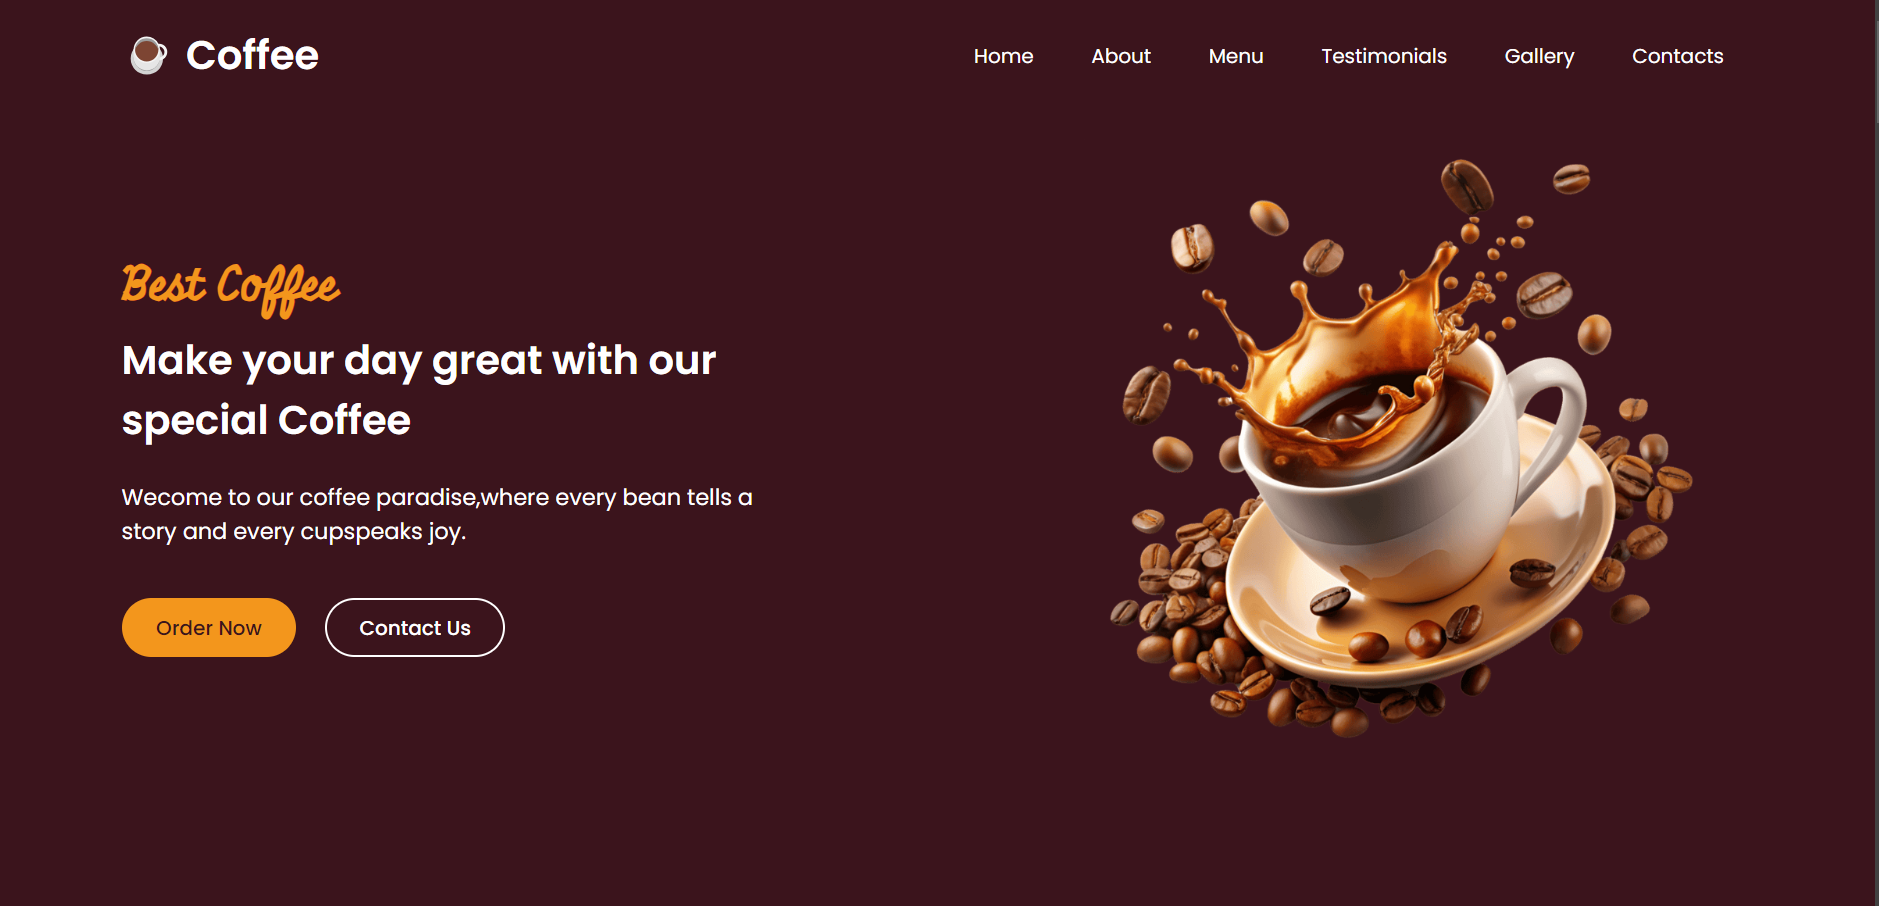 Coffee
Home About Menu Testimonials Gallery Contacts
Best Coffee
Make your day great with our
special Coffee
Wecome to our coffee paradise,where every bean tells a
story and every cupspeaks joy.
Order Now
Contact Us